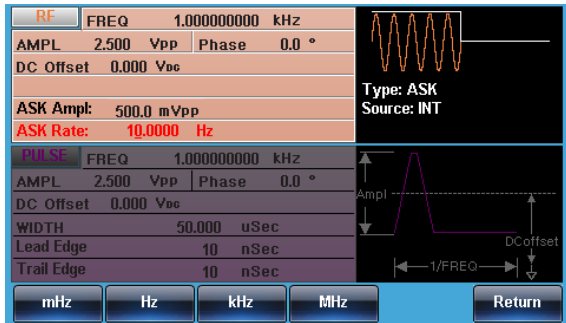 RF FREQ 1.000000000 kHz
AMPL 2.500 Vpp Phase 0.0 °
DC Offset 0.000 VDC
ASK Ampl: 500.0 mVpp
ASK Rate: 10.0000 Hz
Type: ASK
Source: INT
PULSE FREQ 1.000000000 kHz
AMPL 2.500 Vpp Phase 0.0 °
DC Offset 0.000 VDC
WIDTH 50.000 uSec
Lead Edge 10 nSec
Trail Edge 10 nSec
Ampl
DCoffset
1/FREQ
mHz Hz kHz MHz Return